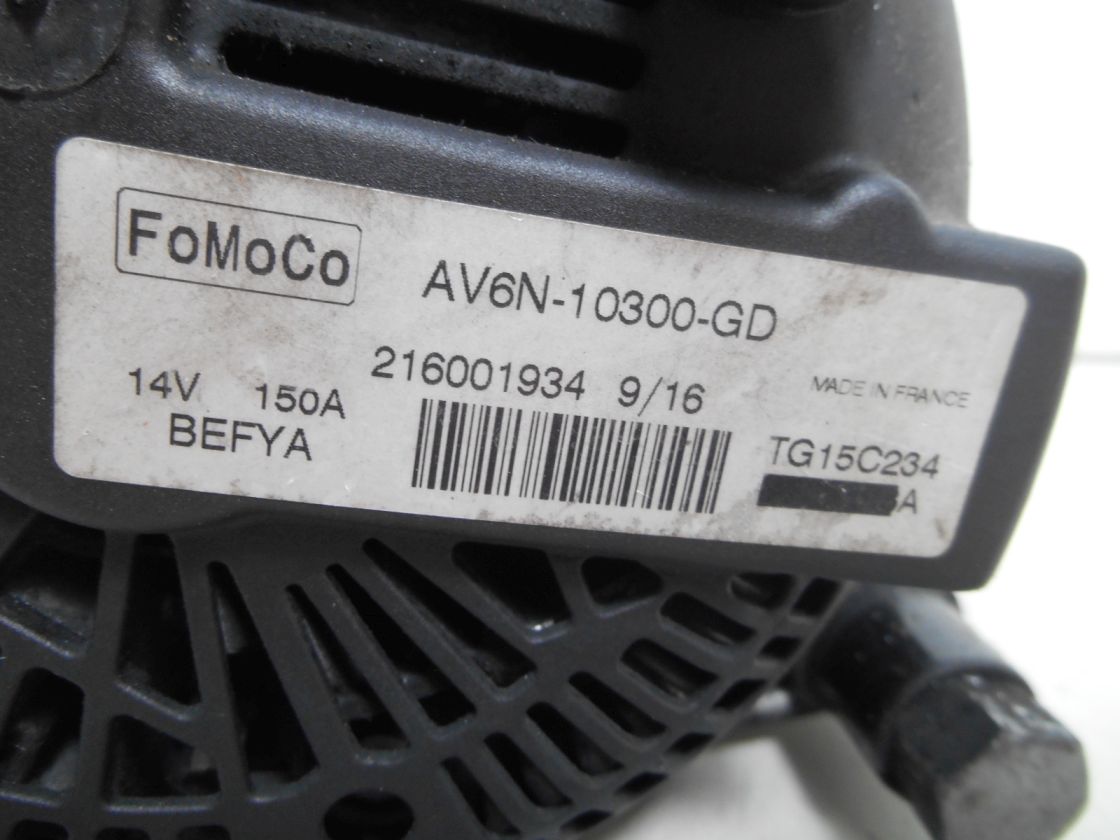 FoMoCo
AV6N-10300-GD
216001934 9/16
MADE IN FRANCE
14V 150A
BEFYA
TG15C234